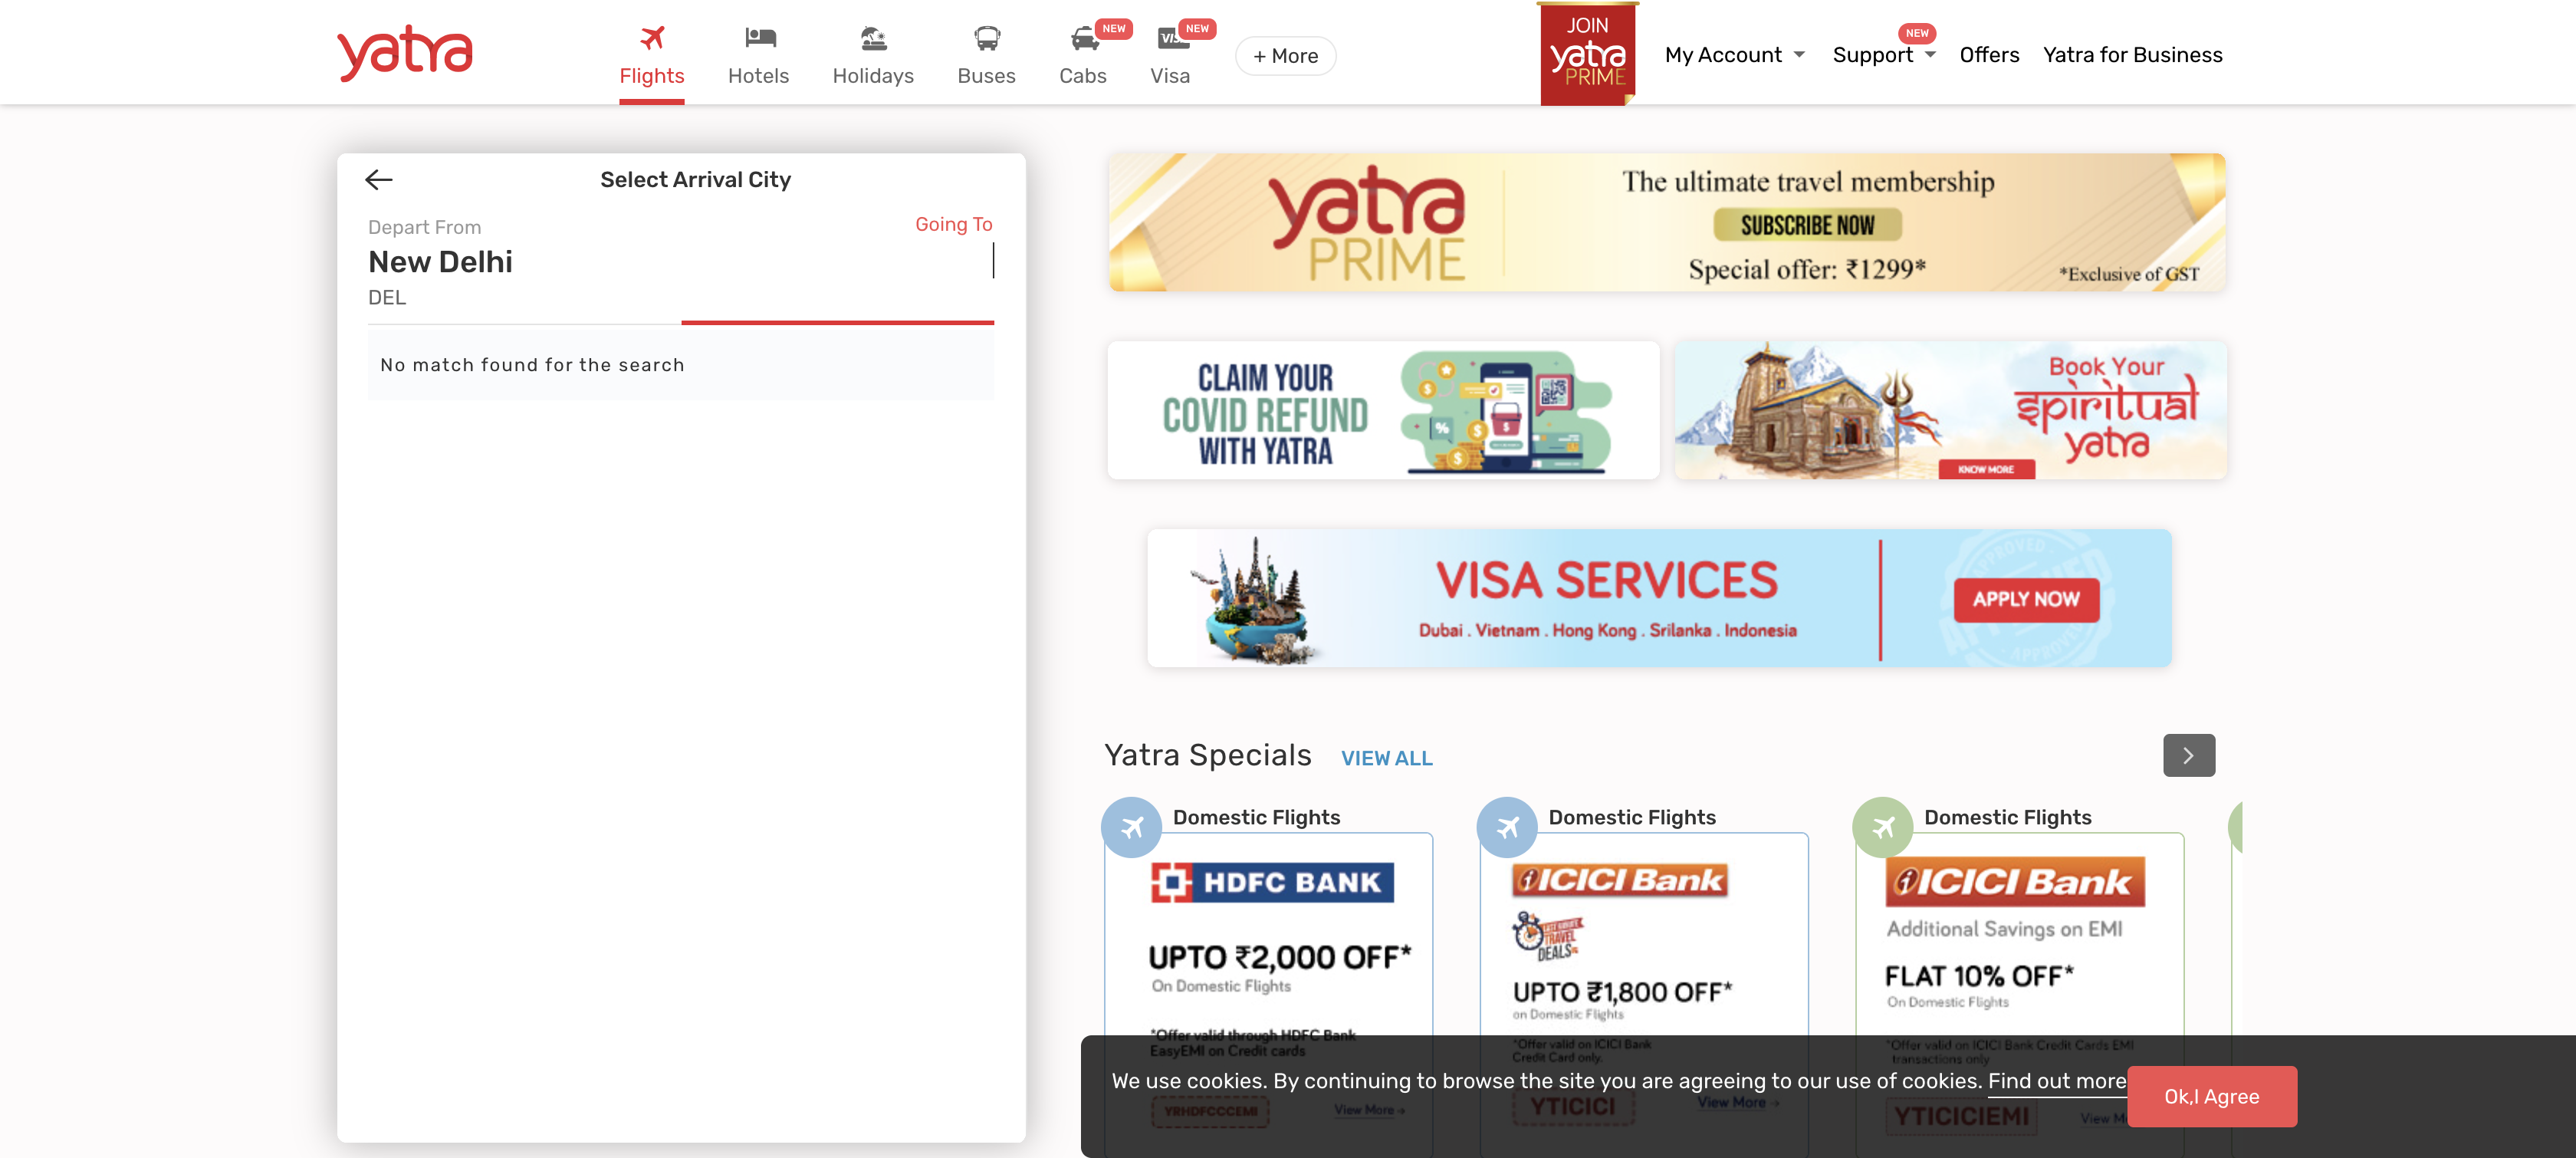 yatra
Flights
Hotels
Holidays
Buses
NEW
Cabs
VIS
NEW
Visa
+ More
JOIN
yatra
PRIME
My Account
NEW
Support
Offers
Yatra for Business
Select Arrival City
Depart From
Going To
New Delhi
DEL
No match found for the search
yatra
PRIME
The ultimate travel membership
SUBSCRIBE NOW
Special offer: ₹1299*
*Exclusive of GST
CLAIM YOUR
COVID REFUND
WITH YATRA
Book Your
spiritual
yatra
KNOW MORE
VISA SERVICES
Dubai . Vietnam . Hong Kong . Srilanka . Indonesia
APPROVED
APPROVED
APPLY NOW
Yatra Specials
VIEW ALL
Domestic Flights
HDFC BANK
UPTO ₹2,000 OFF*
On Domestic Flights
*Offer valid through HDFC Bank
EasyEMI on Credit cards
YRHDFCCCEMI
View More →
Domestic Flights
ICICI Bank
TRAVEL
DEALS
UPTO ₹1,800 OFF*
on Domestic Flights
*Offer valid on ICICI Bank
Credit Card only.
YTICICI
View More →
Domestic Flights
ICICI Bank
Additional Savings on EMI
FLAT 10% OFF*
On Domestic Flights
*Offer valid on ICICI Bank Credit Cards EMI
transactions only
YTICICIEMI
View M
We use cookies. By continuing to browse the site you are agreeing to our use of cookies. Find out more
Ok,I Agree